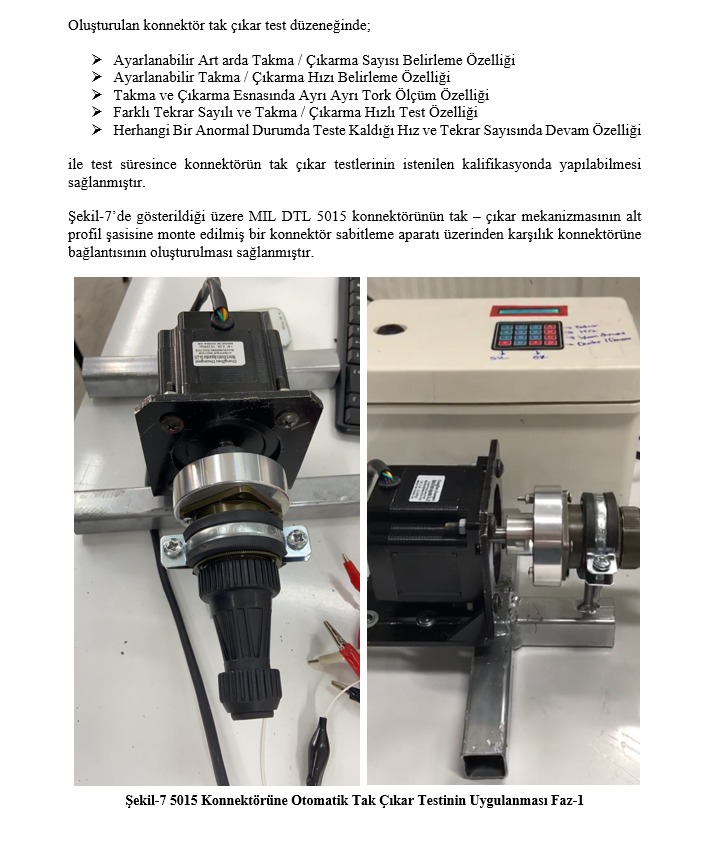 Oluşturulan konnektör tak çıkar test düzeneğinde;
➤ Ayarlanabilir Art arda Takma / Çıkarma Sayısı Belirleme Özelliği
➤ Ayarlanabilir Takma / Çıkarma Hızı Belirleme Özelliği
➤ Takma ve Çıkarma Esnasında Ayrı Ayrı Tork Ölçüm Özelliği
➤ Farklı Tekrar Sayılı ve Takma / Çıkarma Hızlı Test Özelliği
➤ Herhangi Bir Anormal Durumda Teste Kaldığı Hız ve Tekrar Sayısında Devam Özelliği
ile test süresince konnektörün tak çıkar testlerinin istenilen kalifikasyonda yapılabilmesi
sağlanmıştır.
Şekil-7’de gösterildiği üzere MIL DTL 5015 konnektörünün tak – çıkar mekanizmasının alt
profil şasisine monte edilmiş bir konnektör sabitleme aparatı üzerinden karşılık konnektörüne
bağlantısının oluşturulması sağlanmıştır.
Şekil-7 5015 Konnektörüne Otomatik Tak Çıkar Testinin Uygulanması Faz-1